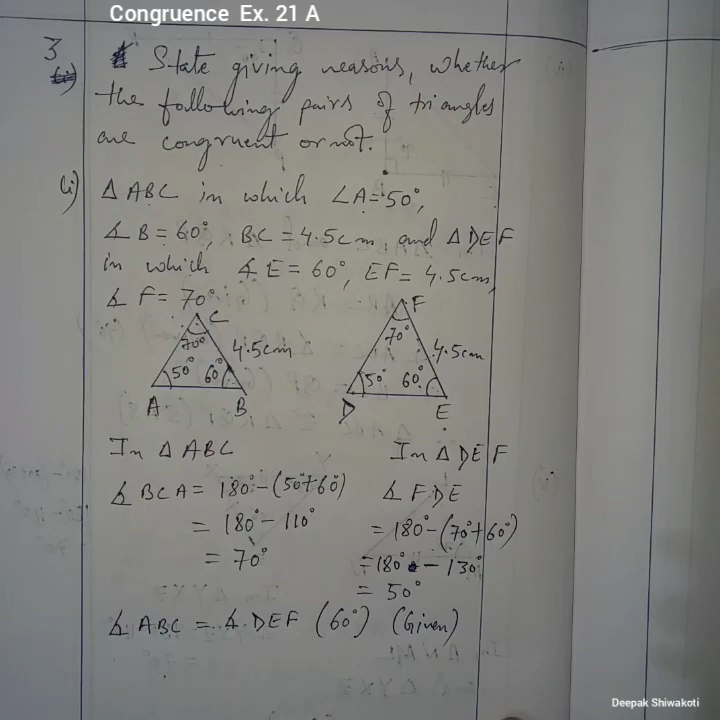 Congruence Ex. 21 A
3 State giving reasons, whether
the following pairs of triangles
are congruent or not.
(i) Δ ABC in which ∠A=50°,
∡ B = 60°, BC = 4.5cm, and Δ DEF
in which ∡ E = 60°, EF = 4.5cm,
∡ F = 70°
C F
70° 70°
4.5cm 4.5cm
50° 60° 50° 60°
A B D E
In Δ ABC In Δ DEF
∡ BCA = 180°-(50°+60°) ∡ FDE
= 180° - 110° = 180°-(70°+60°)
= 70° = 180° - 130°
= 50°
∡ ABC = ∡ DEF (60°) (Given)
Deepak Shiwakoti